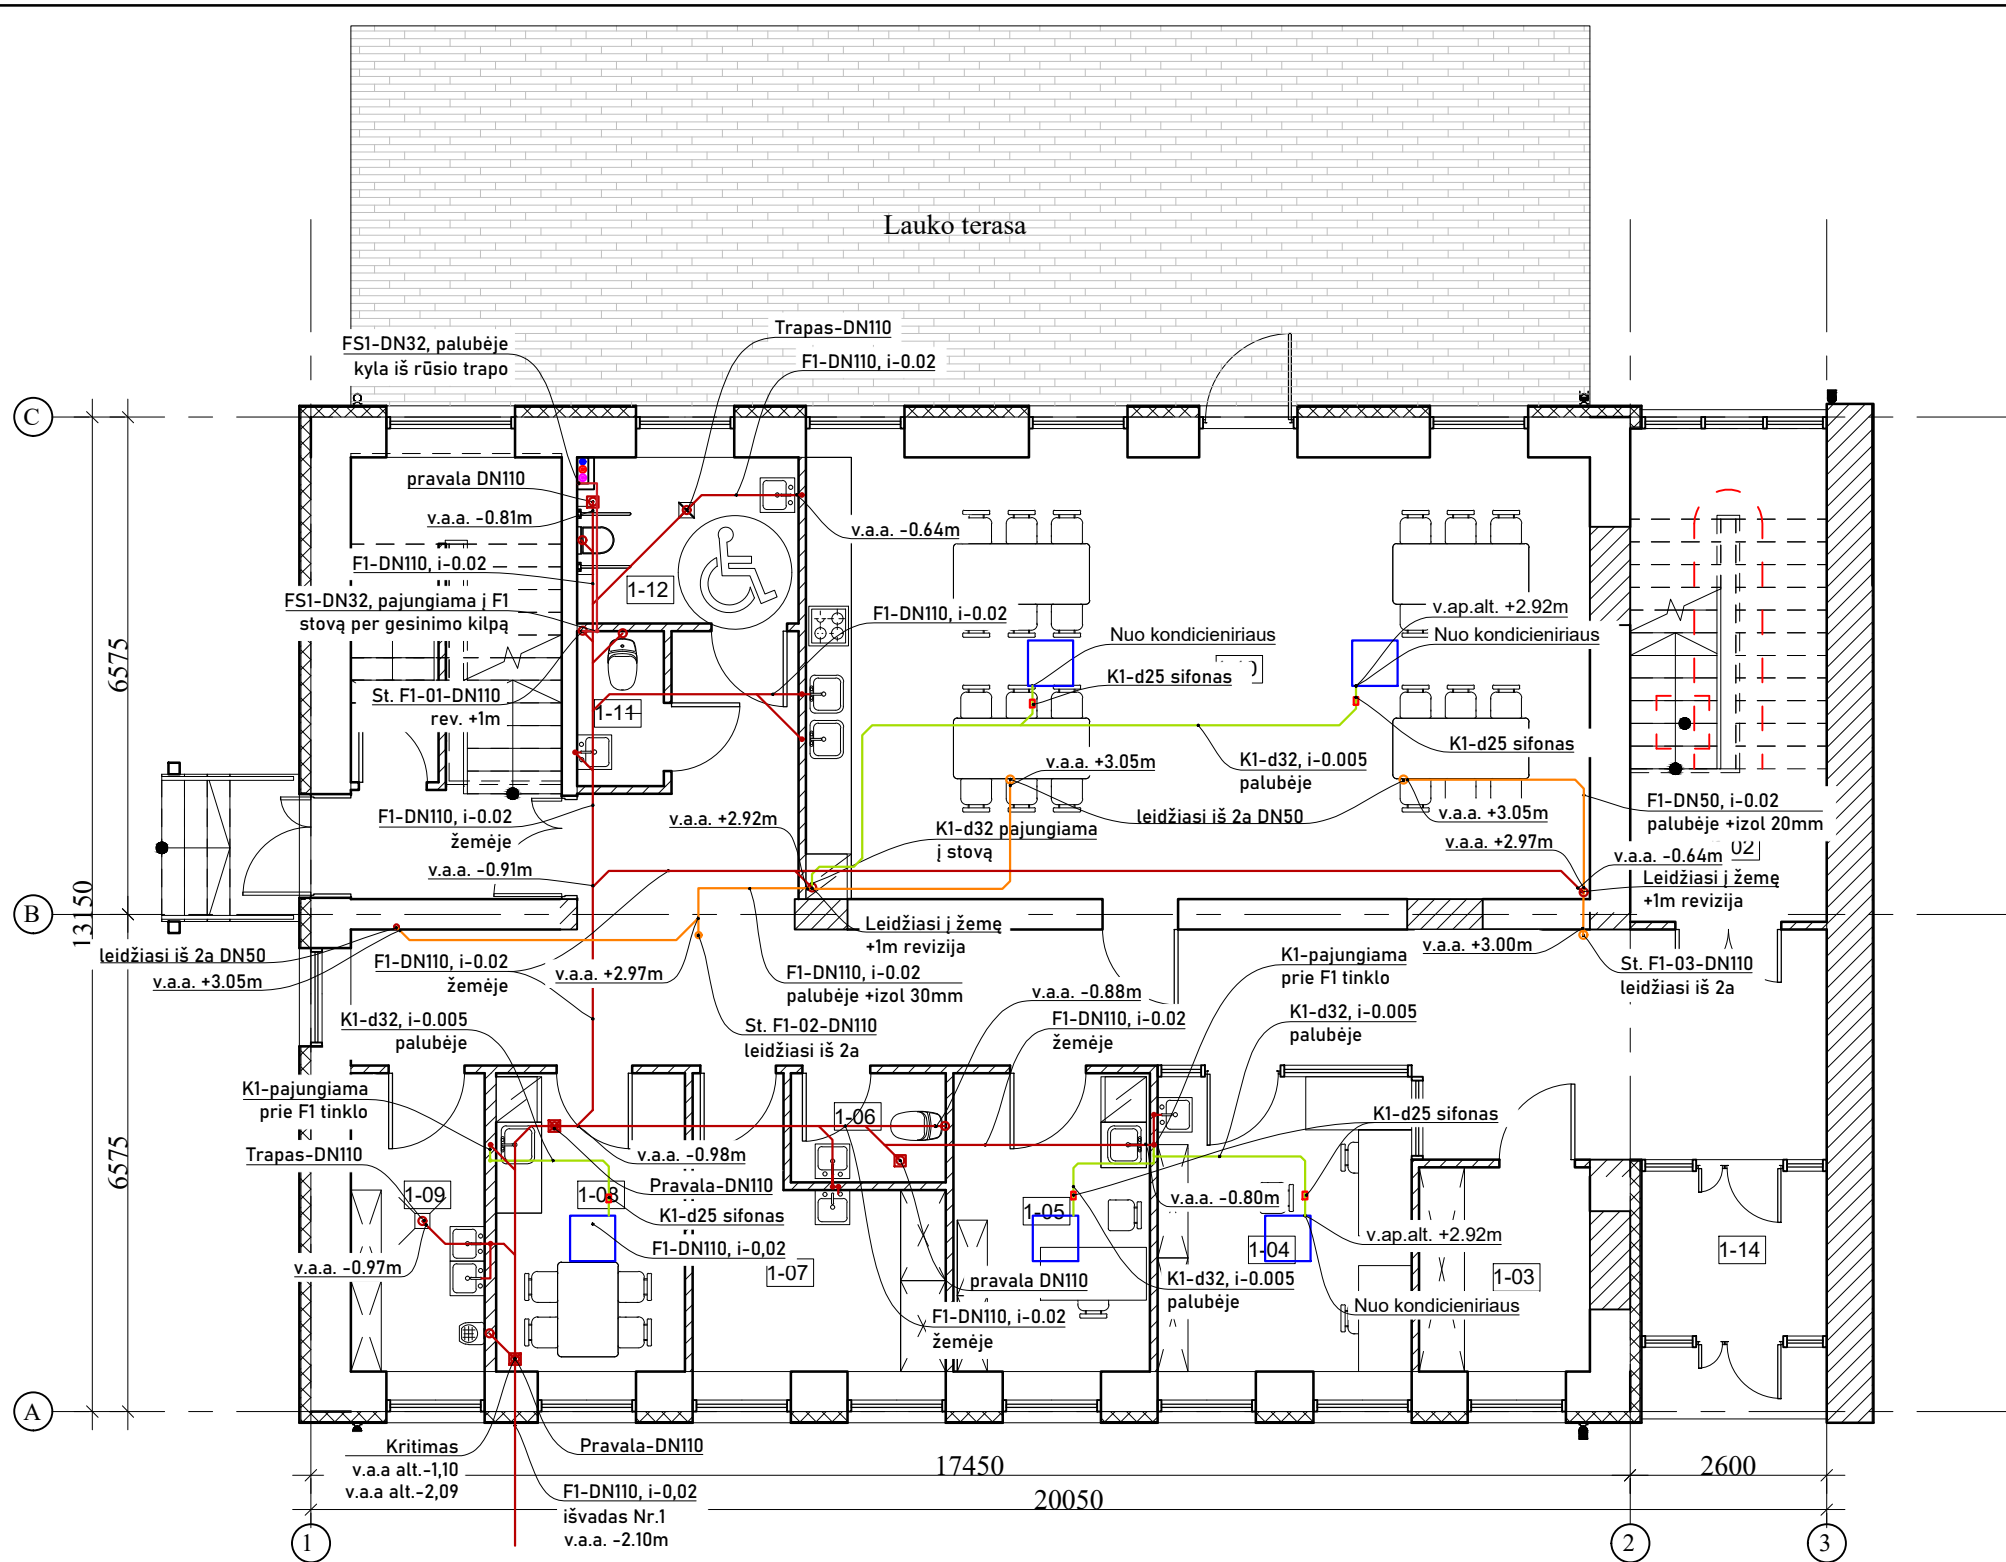 Lauko terasa
Trapas-DN110
FS1-DN32, palubėje
kyla iš rūsio trapo
F1-DN110, i-0.02
C
pravala DN110
v.a.a. -0.81m
v.a.a. -0.64m
F1-DN110, i-0.02
1-12
FS1-DN32, pajungiama į F1
stovą per gesinimo kilpą
F1-DN110, i-0.02
v.ap.alt. +2.92m
Nuo kondicieniriaus
Nuo kondicieniriaus
K1-d25 sifonas
6575
St. F1-01-DN110
rev. +1m
1-11
K1-d25 sifonas
v.a.a. +3.05m
K1-d32, i-0.005
palubėje
F1-DN110, i-0.02
žemėje
v.a.a. +2.92m
K1-d32 pajungiama
į stovą
leidžiasi iš 2a DN50
v.a.a. +3.05m
F1-DN50, i-0.02
palubėje +izol 20mm
v.a.a. +2.97m
v.a.a. -0.64m
02
Leidžiasi į žemę
+1m revizija
v.a.a. -0.91m
13150
B
Leidžiasi į žemę
+1m revizija
leidžiasi iš 2a DN50
v.a.a. +3.05m
F1-DN110, i-0.02
žemėje
v.a.a. +2.97m
F1-DN110, i-0.02
palubėje +izol 30mm
K1-pajungiama
prie F1 tinklo
v.a.a. +3.00m
St. F1-03-DN110
leidžiasi iš 2a
v.a.a. -0.88m
K1-d32, i-0.005
palubėje
St. F1-02-DN110
leidžiasi iš 2a
F1-DN110, i-0.02
žemėje
K1-d32, i-0.005
palubėje
K1-pajungiama
prie F1 tinklo
1-06
K1-d25 sifonas
Trapas-DN110
v.a.a. -0.98m
6575
1-09
1-08
Pravala-DN110
v.a.a. -0.80m
K1-d25 sifonas
1-05
v.ap.alt. +2.92m
F1-DN110, i-0,02
1-04
1-14
v.a.a. -0.97m
1-07
pravala DN110
K1-d32, i-0.005
palubėje
1-03
Nuo kondicieniriaus
F1-DN110, i-0.02
žemėje
A
Kritimas
v.a.a alt.-1,10
v.a.a alt.-2,09
Pravala-DN110
17450
2600
F1-DN110, i-0,02
išvadas Nr.1
v.a.a. -2.10m
20050
1
2
3